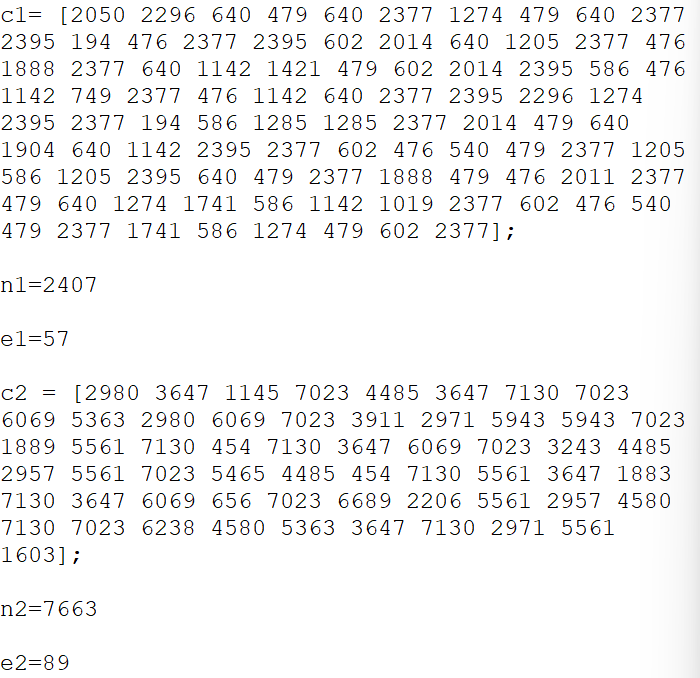 c1= [2050 2296 640 479 640 2377 1274 479 640 2377
2395 194 476 2377 2395 602 2014 640 1205 2377 476
1888 2377 640 1142 1421 479 602 2014 2395 586 476
1142 749 2377 476 1142 640 2377 2395 2296 1274
2395 2377 194 586 1285 1285 2377 2014 479 640
1904 640 1142 2395 2377 602 476 540 479 2377 1205
586 1205 2395 640 479 2377 1888 479 476 2011 2377
479 640 1274 1741 586 1142 1019 2377 602 476 540
479 2377 1741 586 1274 479 602 2377];
n1=2407
e1=57
c2 = [2980 3647 1145 7023 4485 3647 7130 7023
6069 5363 2980 6069 7023 3911 2971 5943 5943 7023
1889 5561 7130 454 7130 3647 6069 7023 3243 4485
2957 5561 7023 5465 4485 454 7130 5561 3647 1883
7130 3647 6069 656 7023 6689 2206 5561 2957 4580
7130 7023 6238 4580 5363 3647 7130 2971 5561
1603];
n2=7663
e2=89